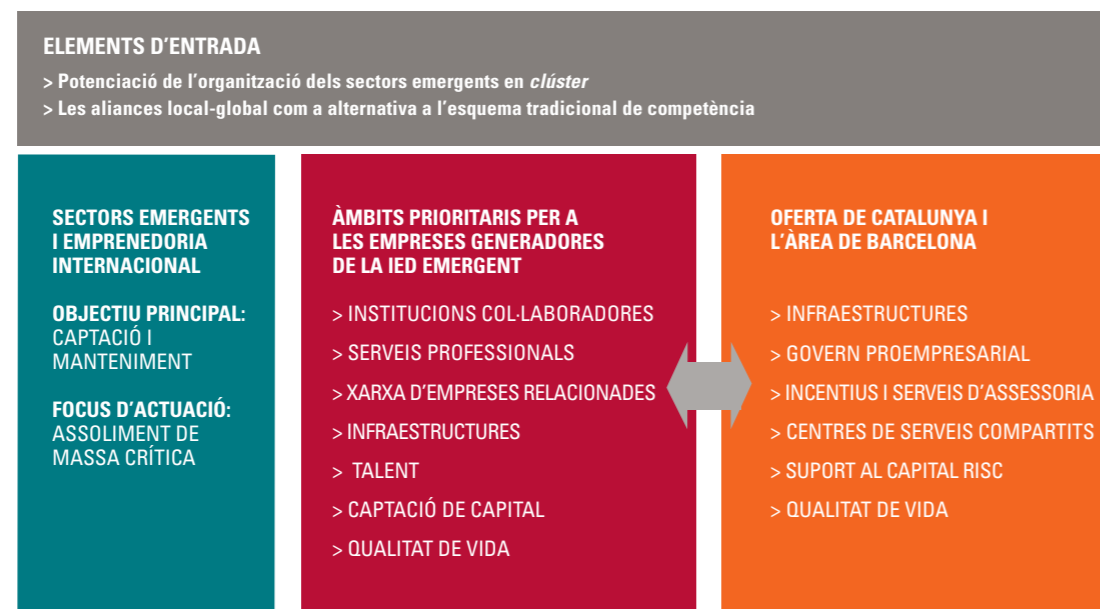 ELEMENTS D'ENTRADA
> Potenciació de l'organització dels sectors emergents en clúster
> Les aliances local-global com a alternativa a l'esquema tradicional de competència
SECTORS EMERGENTS
I EMPRENEDORIA
INTERNACIONAL
OBJECTIU PRINCIPAL:
CAPTACIÓ I
MANTENIMENT
FOCUS D'ACTUACIÓ:
ASSOLIMENT DE
MASSA CRÍTICA
ÀMBITS PRIORITARIS PER A
LES EMPRESES GENERADORES
DE LA IED EMERGENT
> INSTITUCIONS COL·LABORADORES
> SERVEIS PROFESSIONALS
> XARXA D'EMPRESES RELACIONADES
> INFRAESTRUCTURES
> TALENT
> CAPTACIÓ DE CAPITAL
> QUALITAT DE VIDA
OFERTA DE CATALUNYA I
L'ÀREA DE BARCELONA
> INFRAESTRUCTURES
> GOVERN PROEMPRESARIAL
> INCENTIUS I SERVEIS D'ASSESSORIA
> CENTRES DE SERVEIS COMPARTITS
> SUPORT AL CAPITAL RISC
> QUALITAT DE VIDA